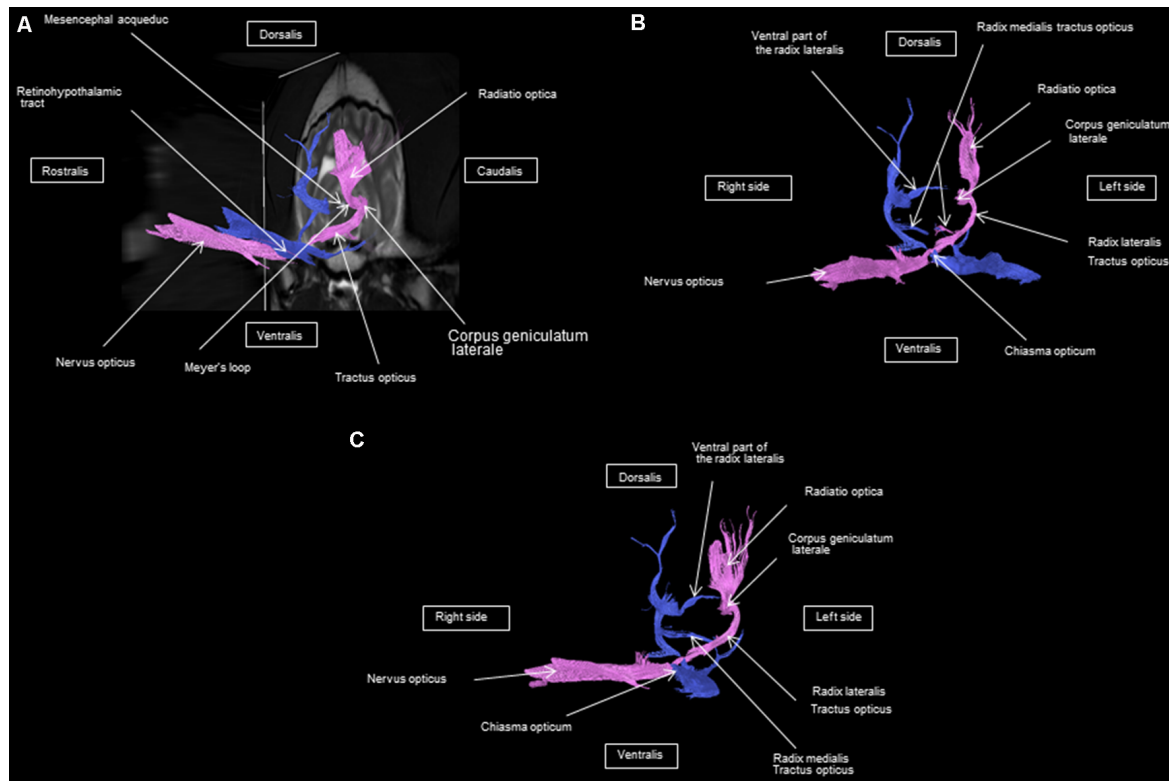 A
Mesencephal acqueduc
Dorsalis
Retinohypothalamic
tract
Radiatio optica
Rostralis
Caudalis
Ventralis
Corpus geniculatum
laterale
Nervus opticus
Meyer's loop
Tractus opticus
B
Ventral part of
the radix lateralis
Dorsalis
Radix medialis tractus opticus
Radiatio optica
Corpus geniculatum
laterale
Right side
Left side
Radix lateralis
Tractus opticus
Nervus opticus
Ventralis
Chiasma opticum
C
Ventral part of
the radix lateralis
Dorsalis
Radiatio optica
Corpus geniculatum
laterale
Right side
Left side
Nervus opticus
Radix lateralis
Tractus opticus
Chiasma opticum
Ventralis
Radix medialis
Tractus opticus